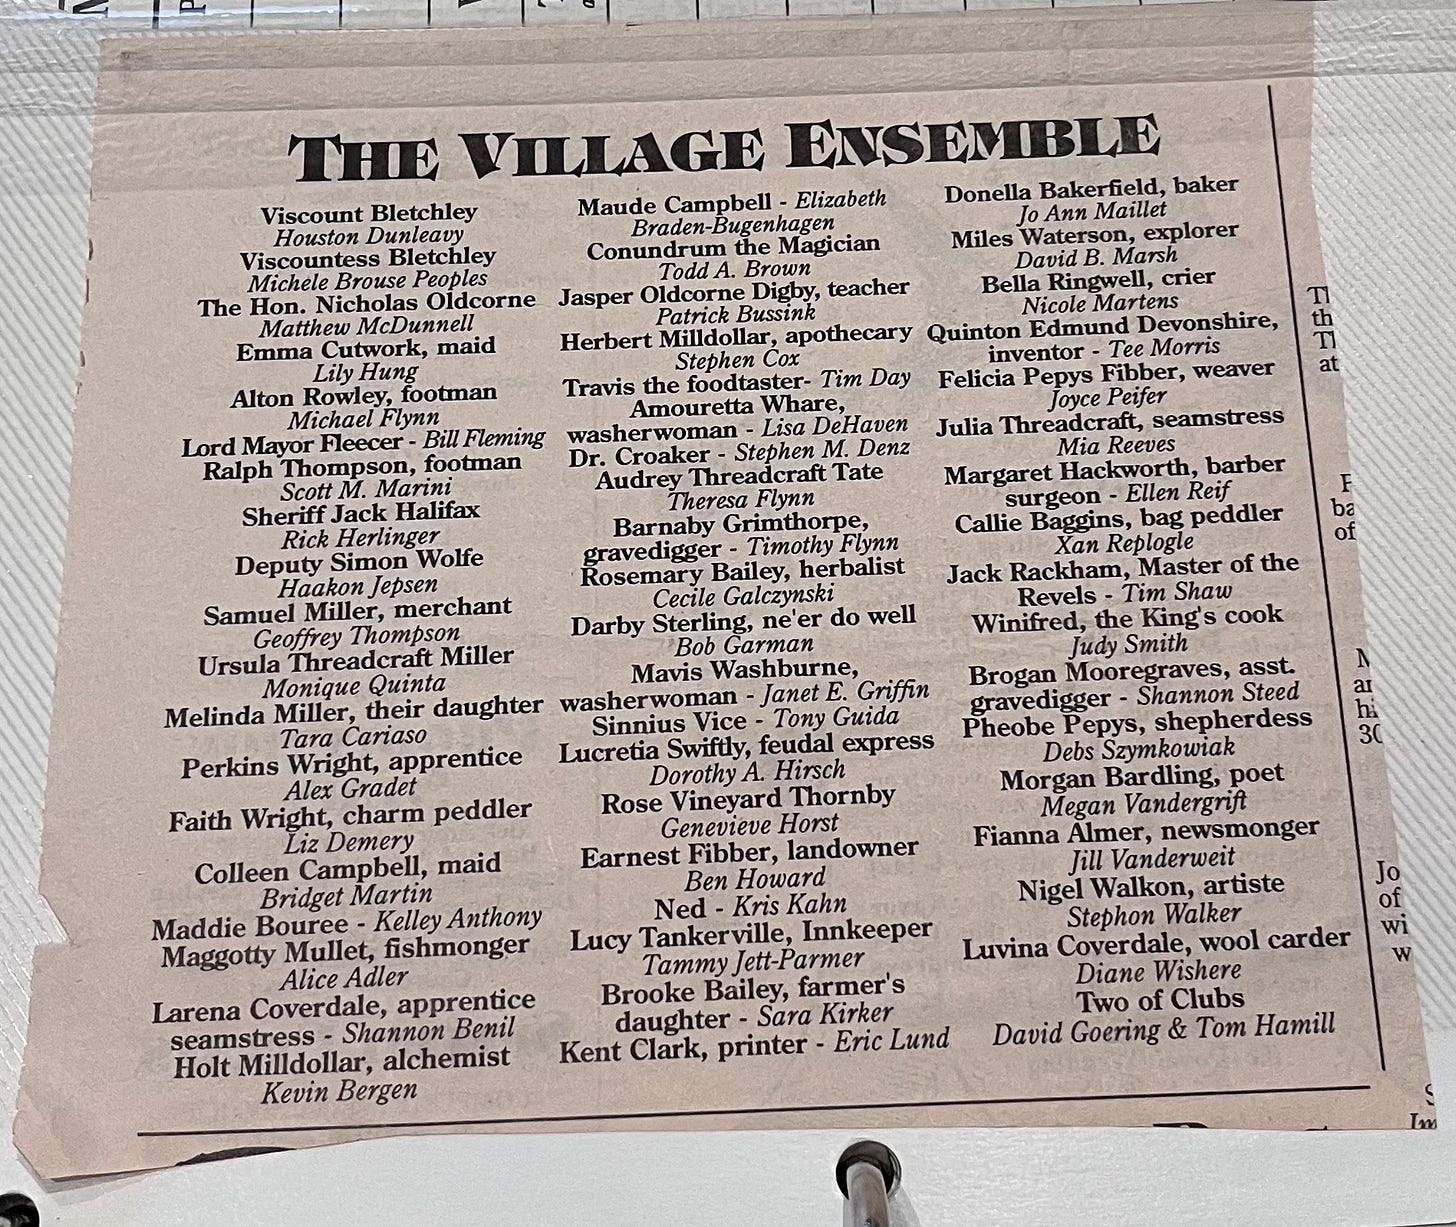 THE VILLAGE ENSEMBLE
Viscount Bletchley
Houston Dunleavy
Viscountess Bletchley
Michele Brouse Peoples
The Hon. Nicholas Oldcorne
Matthew McDunnell
Emma Cutwork, maid
Lily Hung
Alton Rowley, footman
Michael Flynn
Lord Mayor Fleecer - Bill Fleming
Ralph Thompson, footman
Scott M. Marini
Sheriff Jack Halifax
Rick Herlinger
Deputy Simon Wolfe
Haakon Jepsen
Samuel Miller, merchant
Geoffrey Thompson
Ursula Threadcraft Miller
Monique Quinta
Melinda Miller, their daughter
Tara Cariaso
Perkins Wright, apprentice
Alex Gradet
Faith Wright, charm peddler
Liz Demery
Colleen Campbell, maid
Bridget Martin
Maddie Bouree - Kelley Anthony
Maggotty Mullet, fishmonger
Alice Adler
Larena Coverdale, apprentice
seamstress - Shannon Benil
Holt Milldollar, alchemist
Kevin Bergen
Maude Campbell - Elizabeth
Braden-Bugenhagen
Conundrum the Magician
Todd A. Brown
Jasper Oldcorne Digby, teacher
Patrick Bussink
Herbert Milldollar, apothecary
Stephen Cox
Travis the foodtaster- Tim Day
Amouretta Whare,
washerwoman - Lisa DeHaven
Dr. Croaker - Stephen M. Denz
Audrey Threadcraft Tate
Theresa Flynn
Barnaby Grimthorpe,
gravedigger - Timothy Flynn
Rosemary Bailey, herbalist
Cecile Galczynski
Darby Sterling, ne'er do well
Bob Garman
Mavis Washburne,
washerwoman - Janet E. Griffin
Sinnius Vice - Tony Guida
Lucretia Swiftly, feudal express
Dorothy A. Hirsch
Rose Vineyard Thornby
Genevieve Horst
Earnest Fibber, landowner
Ben Howard
Ned - Kris Kahn
Lucy Tankerville, Innkeeper
Tammy Jett-Parmer
Brooke Bailey, farmer's
daughter - Sara Kirker
Kent Clark, printer - Eric Lund
Donella Bakerfield, baker
Jo Ann Maillet
Miles Waterson, explorer
David B. Marsh
Bella Ringwell, crier
Nicole Martens
Quinton Edmund Devonshire,
inventor - Tee Morris
Felicia Pepys Fibber, weaver
Joyce Peifer
Julia Threadcraft, seamstress
Mia Reeves
Margaret Hackworth, barber
surgeon - Ellen Reif
Callie Baggins, bag peddler
Xan Replogle
Jack Rackham, Master of the
Revels - Tim Shaw
Winifred, the King's cook
Judy Smith
Brogan Mooregraves, asst.
gravedigger - Shannon Steed
Pheobe Pepys, shepherdess
Debs Szymkowiak
Morgan Bardling, poet
Megan Vandergrift
Fianna Almer, newsmonger
Jill Vanderweit
Nigel Walkon, artiste
Stephon Walker
Luvina Coverdale, wool carder
Diane Wishere
Two of Clubs
David Goering & Tom Hamill
at
of
Jo
of
wi
w